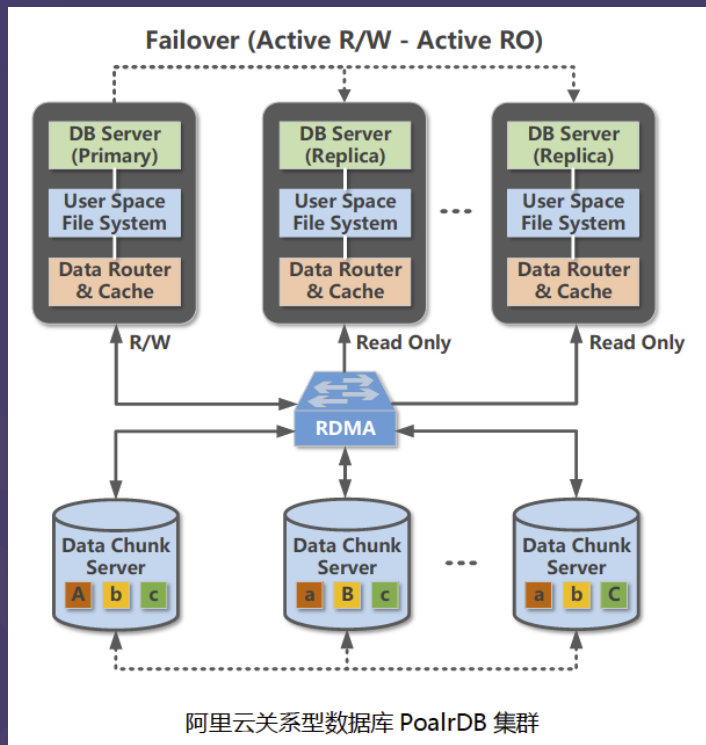 Failover (Active R/W - Active RO)
DB Server
(Primary)
User Space
File System
Data Router
& Cache
DB Server
(Replica)
User Space
File System
Data Router
& Cache
DB Server
(Replica)
User Space
File System
Data Router
& Cache
R/W
Read Only
Read Only
RDMA
Data Chunk
Server
A b c
Data Chunk
Server
a B c
Data Chunk
Server
a b C
阿里云关系型数据库 PoalrDB 集群